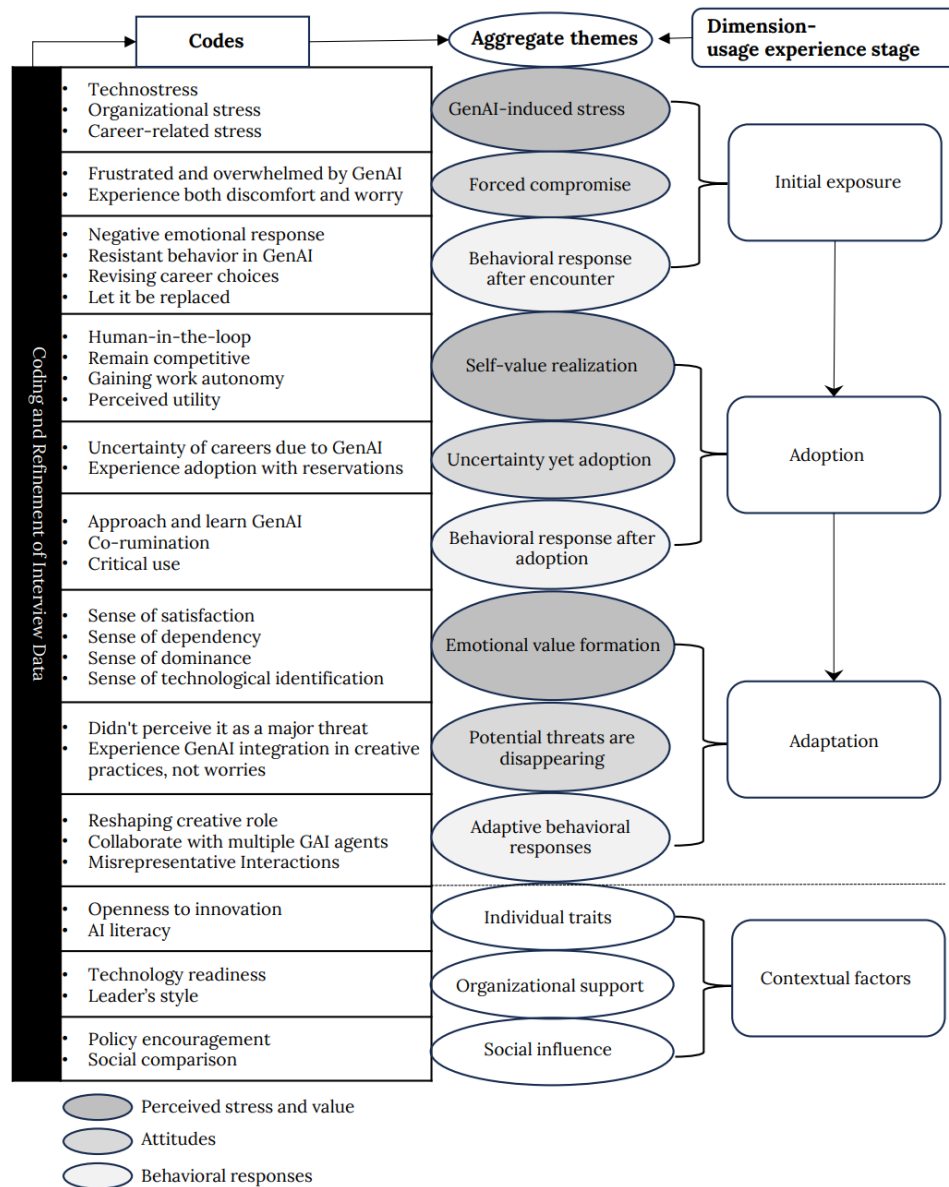 Codes
Aggregate themes
Dimension-
usage experience stage
Coding and Refinement of Interview Data
• Technostress
• Organizational stress
• Career-related stress
GenAI-induced stress
• Frustrated and overwhelmed by GenAI
• Experience both discomfort and worry
Forced compromise
Initial exposure
• Negative emotional response
• Resistant behavior in GenAI
• Revising career choices
• Let it be replaced
Behavioral response
after encounter
• Human-in-the-loop
• Remain competitive
• Gaining work autonomy
• Perceived utility
Self-value realization
• Uncertainty of careers due to GenAI
• Experience adoption with reservations
Uncertainty yet adoption
Adoption
• Approach and learn GenAI
• Co-rumination
• Critical use
Behavioral response after
adoption
• Sense of satisfaction
• Sense of dependency
• Sense of dominance
• Sense of technological identification
Emotional value formation
• Didn't perceive it as a major threat
• Experience GenAI integration in creative
practices, not worries
Potential threats are
disappearing
Adaptation
• Reshaping creative role
• Collaborate with multiple GAI agents
• Misrepresentative Interactions
Adaptive behavioral
responses
• Openness to innovation
• AI literacy
Individual traits
• Technology readiness
• Leader's style
Organizational support
Contextual factors
• Policy encouragement
• Social comparison
Social influence
Perceived stress and value
Attitudes
Behavioral responses